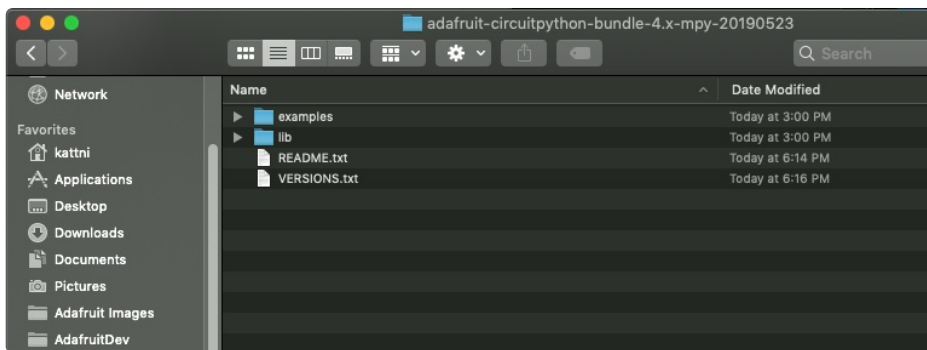 adafruit-circuitpython-bundle-4.x-mpy-20190523
Search
Network
Favorites
kattni
Applications
Desktop
Downloads
Documents
Pictures
Adafruit Images
AdafruitDev
Name Date Modified
examples Today at 3:00 PM
lib Today at 3:00 PM
README.txt Today at 6:14 PM
VERSIONS.txt Today at 6:16 PM